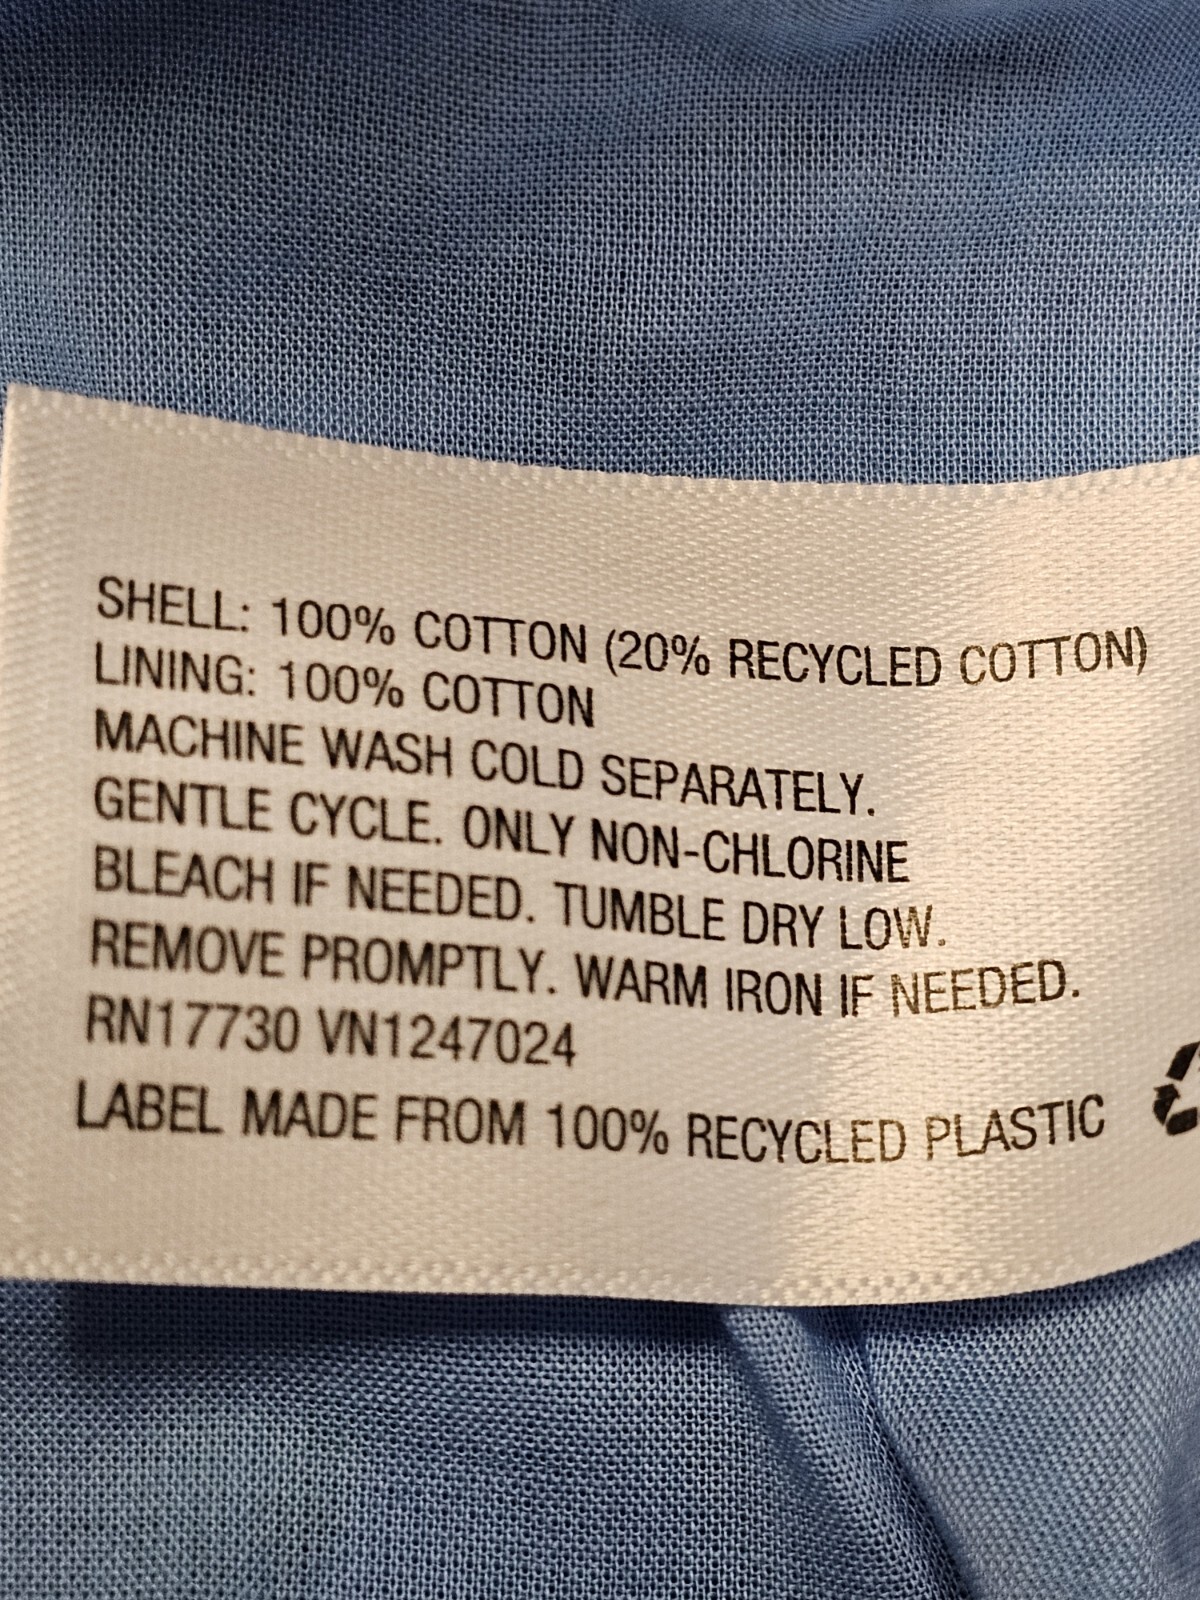 SHELL: 100% COTTON (20% RECYCLED COTTON)
LINING: 100% COTTON
MACHINE WASH COLD SEPARATELY.
GENTLE CYCLE. ONLY NON-CHLORINE
BLEACH IF NEEDED. TUMBLE DRY LOW.
REMOVE PROMPTLY. WARM IRON IF NEEDED.
RN17730 VN1247024
LABEL MADE FROM 100% RECYCLED PLASTIC